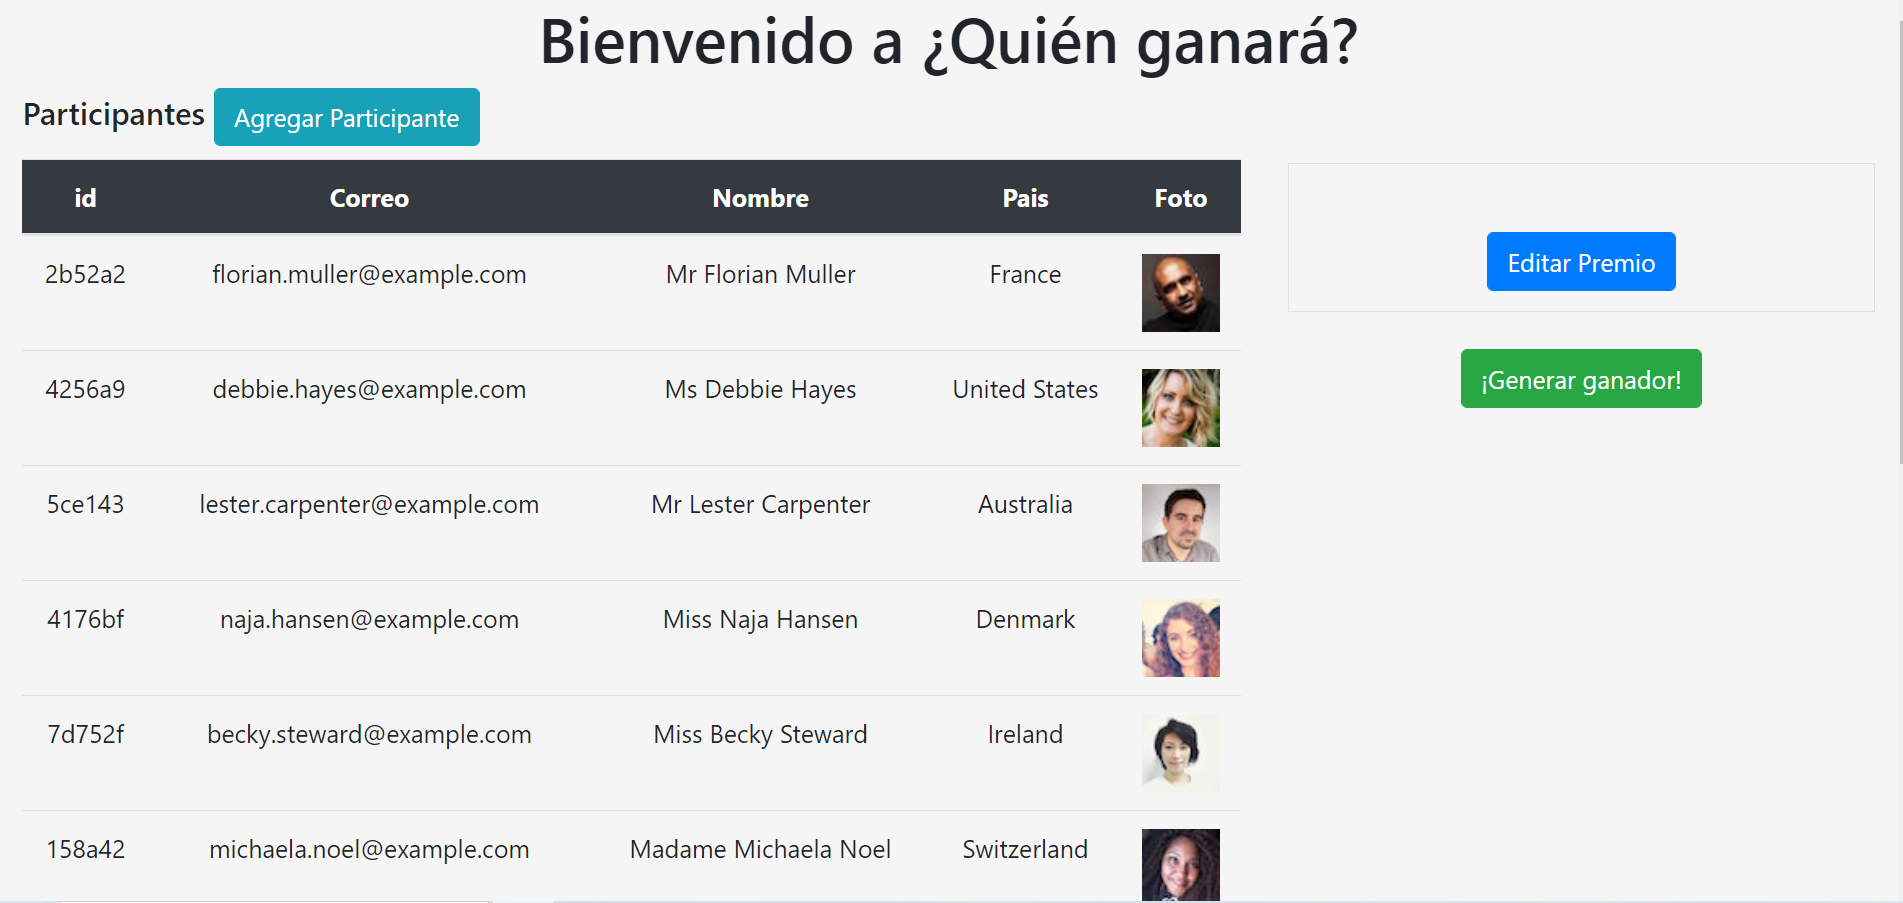 Bienvenido a ¿Quién ganará?
Participantes Agregar Participante
id Correo Nombre Pais Foto
2b52a2 florian.muller@example.com Mr Florian Muller France
4256a9 debbie.hayes@example.com Ms Debbie Hayes United States
5ce143 lester.carpenter@example.com Mr Lester Carpenter Australia
4176bf naja.hansen@example.com Miss Naja Hansen Denmark
7d752f becky.steward@example.com Miss Becky Steward Ireland
158a42 michaela.noel@example.com Madame Michaela Noel Switzerland
Editar Premio
¡Generar ganador!